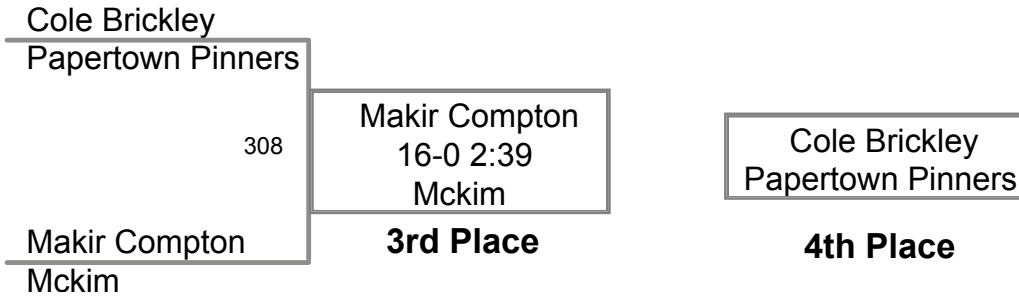 Cole Brickley
Papertown Pinners
308
Makir Compton
Mckim
Makir Compton
16-0 2:39
Mckim
3rd Place
Cole Brickley
Papertown Pinners
4th Place